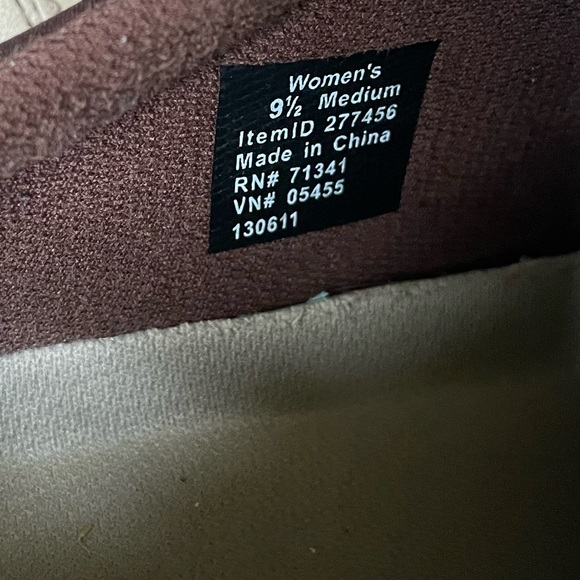 Women's
9½ Medium
ItemID 277456
Made in China
RN# 71341
VN# 05455
130611